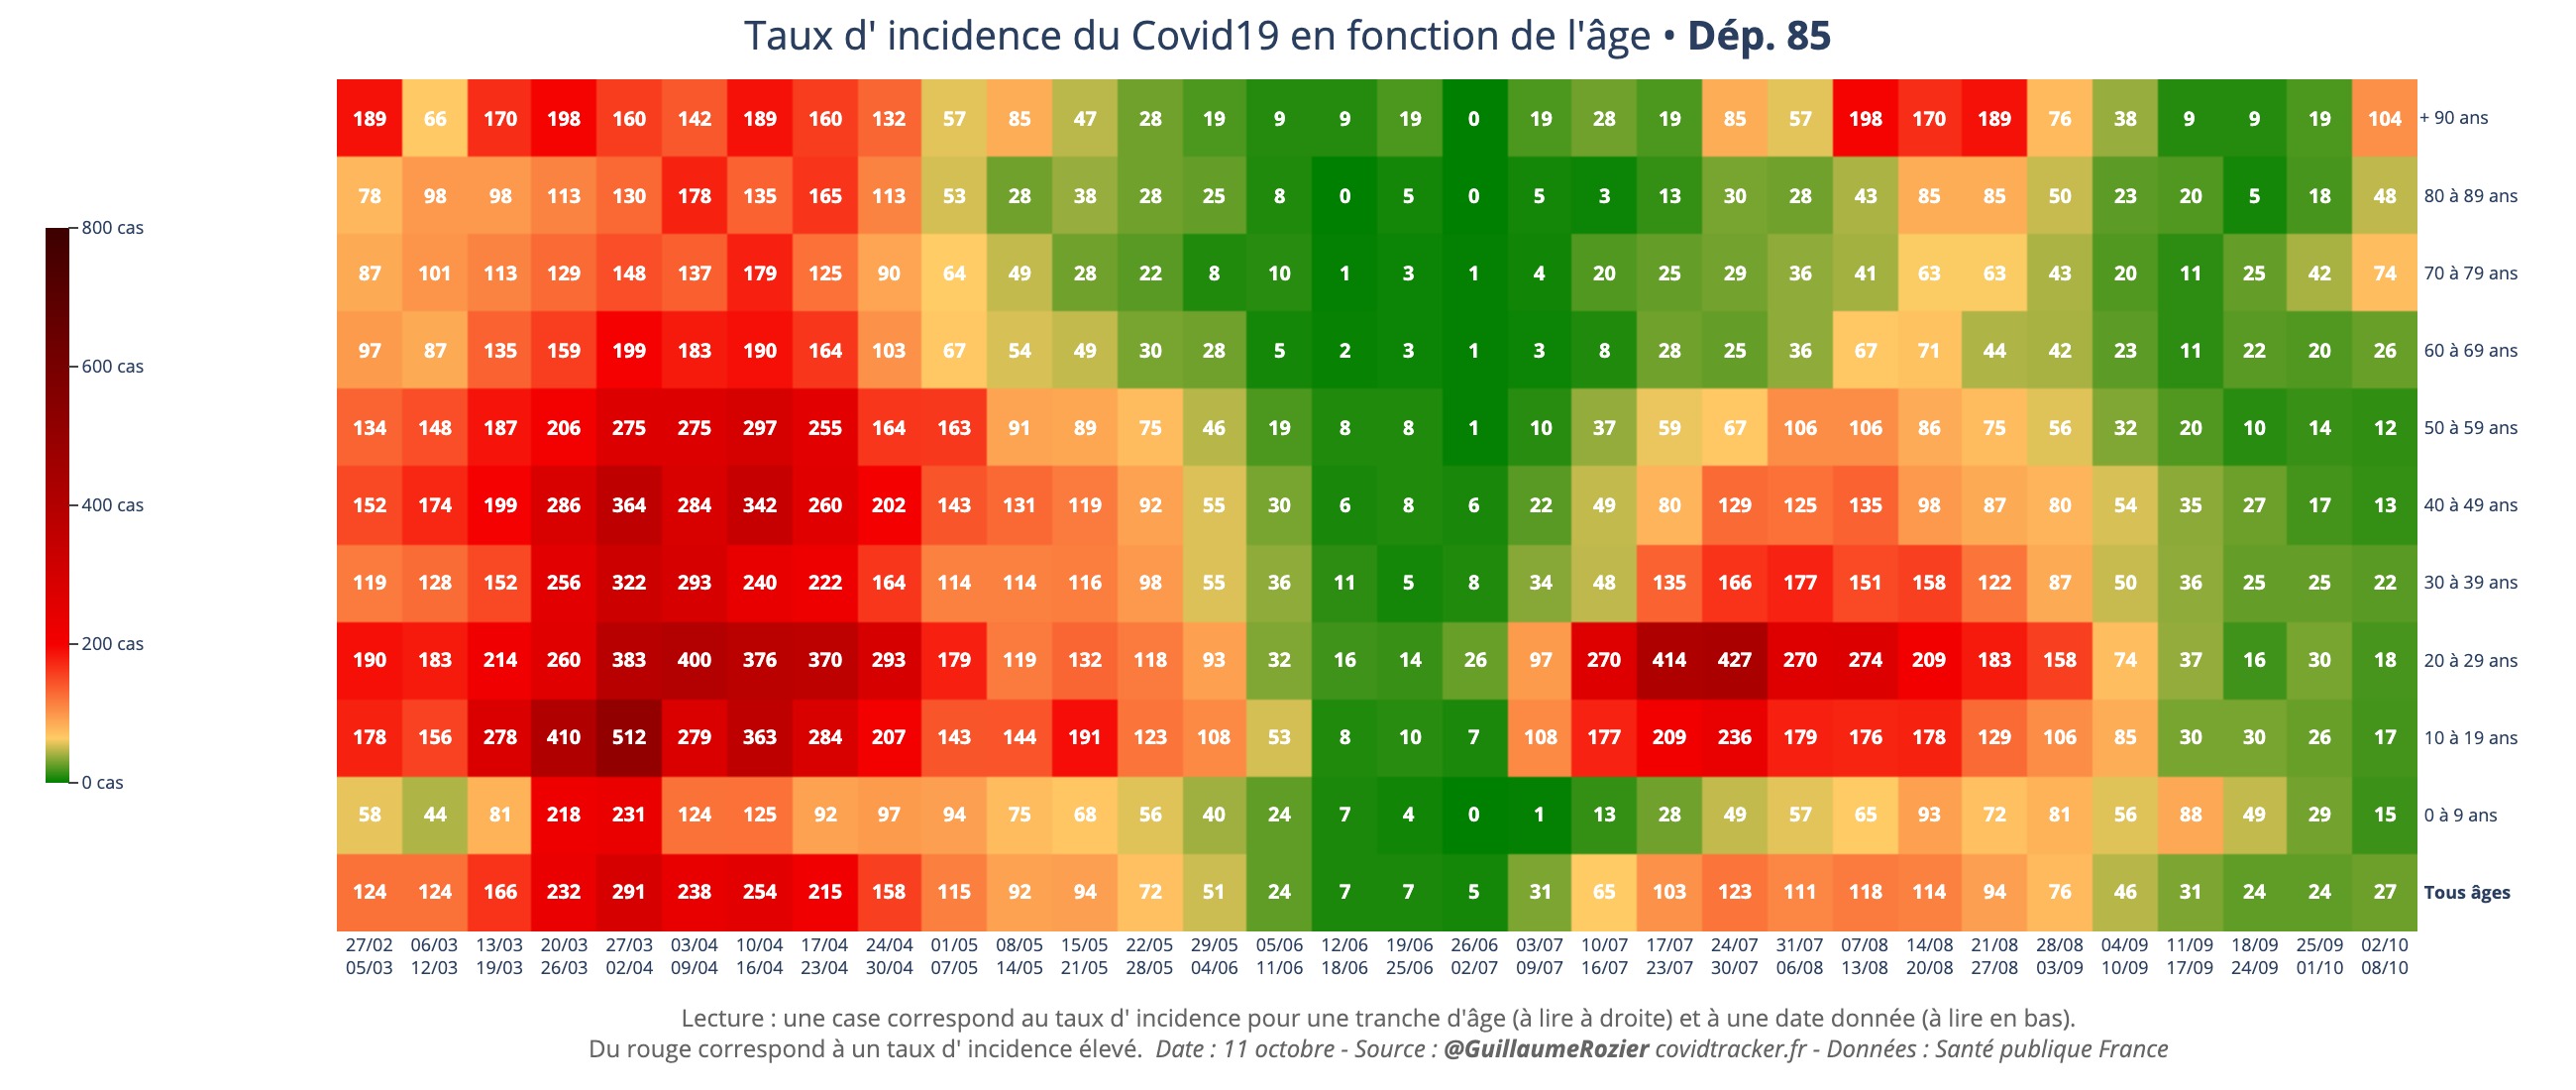 Taux d' incidence du Covid19 en fonction de l'âge • Dép. 85
800 cas
600 cas
400 cas
200 cas
0 cas
189 66 170 198 160 142 189 160 132 57 85 47 28 19 9 9 19 0 19 28 19 85 57 198 170 189 76 38 9 9 19 104 + 90 ans
78 98 98 113 130 178 135 165 113 53 28 38 28 25 8 0 5 0 5 3 13 30 28 43 85 85 50 23 20 5 18 48 80 à 89 ans
87 101 113 129 148 137 179 125 90 64 49 28 22 8 10 1 3 1 4 20 25 29 36 41 63 63 43 20 11 25 42 74 70 à 79 ans
97 87 135 159 199 183 190 164 103 67 54 49 30 28 5 2 3 1 3 8 28 25 36 67 71 44 42 23 11 22 20 26 60 à 69 ans
134 148 187 206 275 275 297 255 164 163 91 89 75 46 19 8 8 1 10 37 59 67 106 106 86 75 56 32 20 10 14 12 50 à 59 ans
152 174 199 286 364 284 342 260 202 143 131 119 92 55 30 6 8 6 22 49 80 129 125 135 98 87 80 54 35 27 17 13 40 à 49 ans
119 128 152 256 322 293 240 222 164 114 114 116 98 55 36 11 5 8 34 48 135 166 177 151 158 122 87 50 36 25 25 22 30 à 39 ans
190 183 214 260 383 400 376 370 293 179 119 132 118 93 32 16 14 26 97 270 414 427 270 274 209 183 158 74 37 16 30 18 20 à 29 ans
178 156 278 410 512 279 363 284 207 143 144 191 123 108 53 8 10 7 108 177 209 236 179 176 178 129 106 85 30 30 26 17 10 à 19 ans
58 44 81 218 231 124 125 92 97 94 75 68 56 40 24 7 4 0 1 13 28 49 57 65 93 72 81 56 88 49 29 15 0 à 9 ans
124 124 166 232 291 238 254 215 158 115 92 94 72 51 24 7 7 5 31 65 103 123 111 118 114 94 76 46 31 24 24 27 Tous âges
27/02 06/03 13/03 20/03 27/03 03/04 10/04 17/04 24/04 01/05 08/05 15/05 22/05 29/05 05/06 12/06 19/06 26/06 03/07 10/07 17/07 24/07 31/07 07/08 14/08 21/08 28/08 04/09 11/09 18/09 25/09 02/10
05/03 12/03 19/03 26/03 02/04 09/04 16/04 23/04 30/04 07/05 14/05 21/05 28/05 04/06 11/06 18/06 25/06 02/07 09/07 16/07 23/07 30/07 06/08 13/08 20/08 27/08 03/09 10/09 17/09 24/09 01/10 08/10
Lecture : une case correspond au taux d' incidence pour une tranche d'âge (à lire à droite) et à une date donnée (à lire en bas).
Du rouge correspond à un taux d' incidence élevé. Date : 11 octobre - Source : @GuillaumeRozier covidtracker.fr - Données : Santé publique France